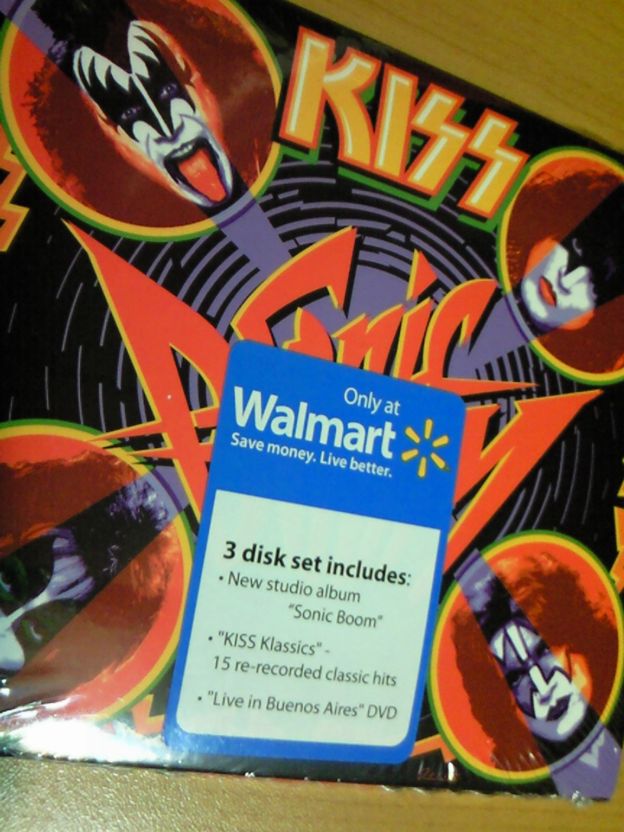 KISS
Sonic
Only at
Walmart
Save money. Live better.
3 disk set includes:
• New studio album
"Sonic Boom"
• "KISS Klassics" -
15 re-recorded classic hits
• "Live in Buenos Aires" DVD